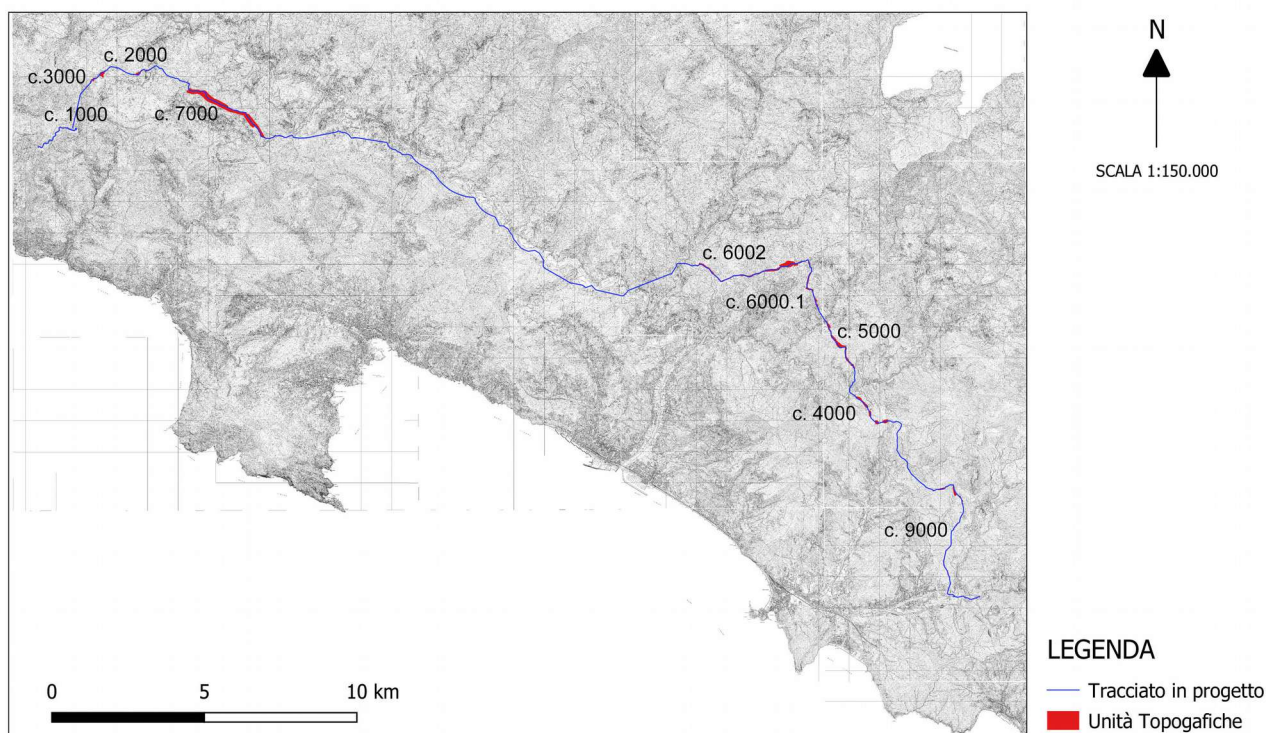 N
SCALA 1:150.000
c. 2000
c.3000
c. 7000
c. 1000
c. 6002
c. 6000.1
c. 5000
c. 4000
c. 9000
0 5 10 km
LEGENDA
Tracciato in progetto
Unità Topogafiche